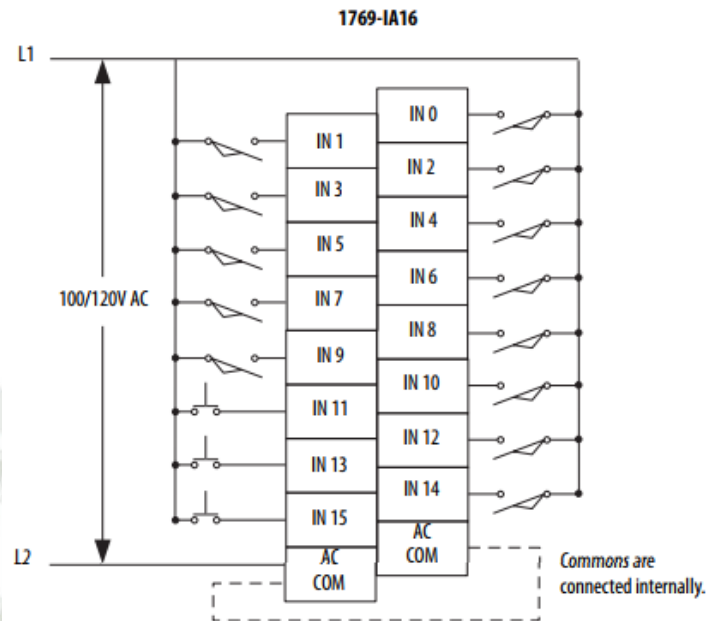 1769-IA16
L1
IN 0
IN 1
IN 2
IN 3
IN 4
IN 5
IN 6
IN 7
100/120V AC
IN 8
IN 9
IN 10
IN 11
IN 12
IN 13
IN 14
IN 15
AC
COM
L2
AC
COM
Commons are
connected internally.